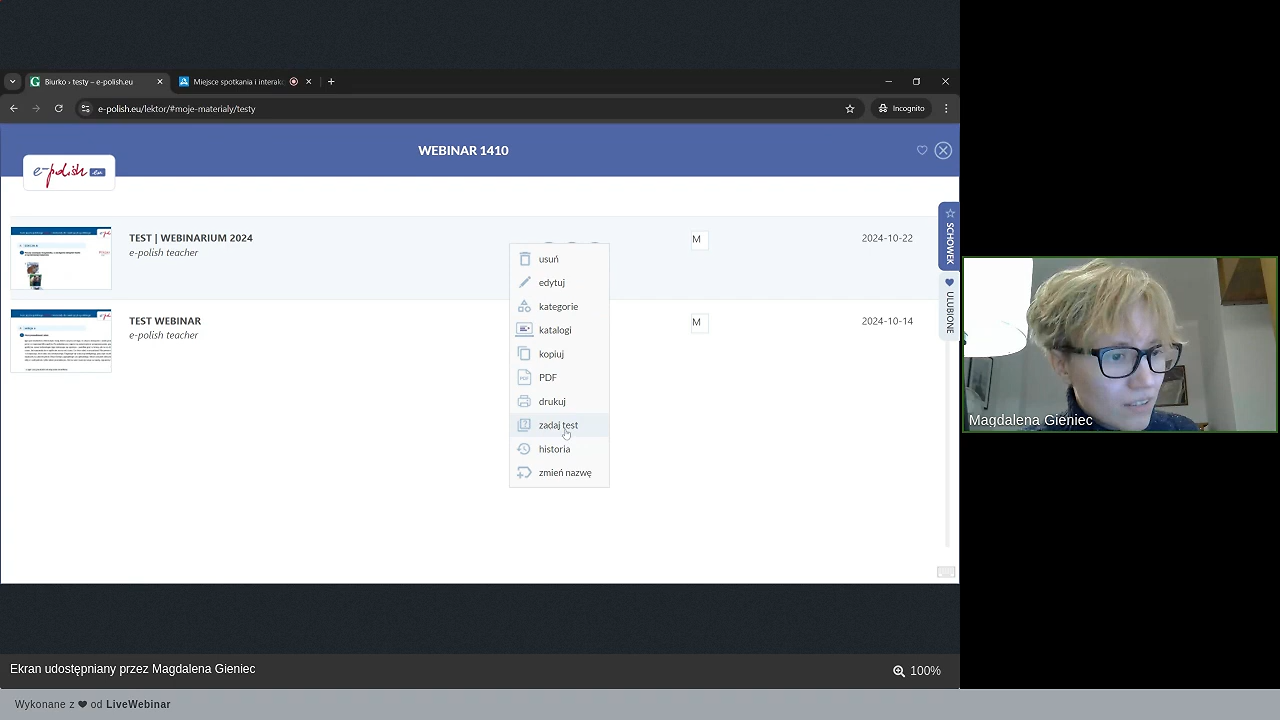 Biurko › testy – e-polish.eu
Miejsce spotkania i interak
e-polish.eu/lektor/#moje-materialy/testy
Incognito
WEBINAR 1410
e-polish .eu
TEST | WEBINARIUM 2024
e-polish teacher
M
2024-10-22
TEST WEBINAR
e-polish teacher
M
2024-10-14
usuń
edytuj
kategorie
katalogi
kopiuj
PDF
drukuj
zadaj test
historia
zmień nazwę
SCHOWEK
ULUBIONE
Magdalena Gieniec
Ekran udostępniany przez Magdalena Gieniec
100%
Wykonane z ❤ od LiveWebinar